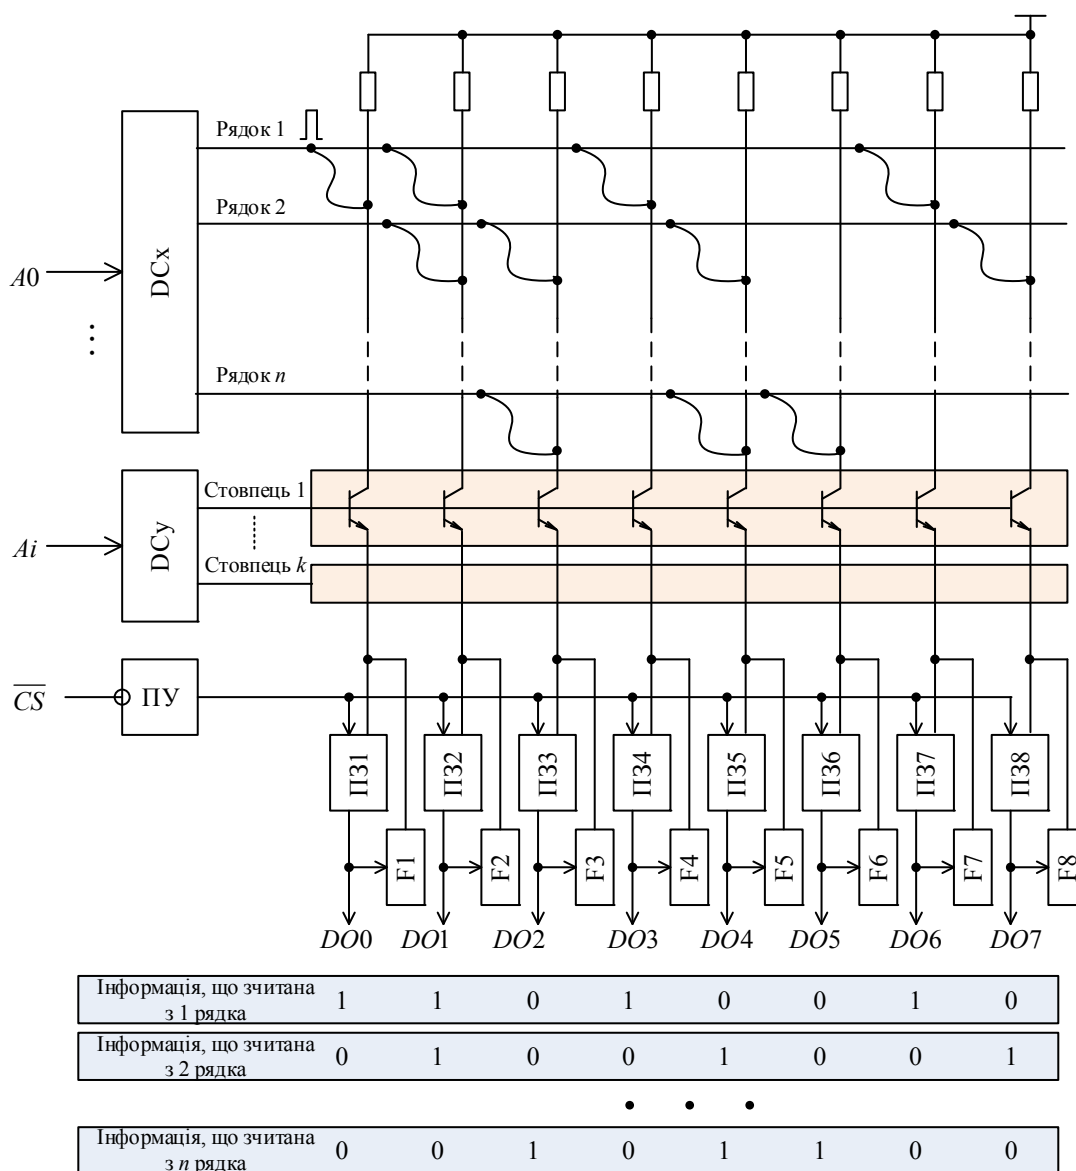 Рядок 1
Рядок 2
A0
DCx
⋮
Рядок n
Стовпець 1
Ai
DCy
Стовпець k
CS
ПУ
ПЗ1 ПЗ2 ПЗ3 ПЗ4 ПЗ5 ПЗ6 ПЗ7 ПЗ8
F1 F2 F3 F4 F5 F6 F7 F8
DO0 DO1 DO2 DO3 DO4 DO5 DO6 DO7
Інформація, що зчитана
з 1 рядка
1 1 0 1 0 0 1 0
Інформація, що зчитана
з 2 рядка
0 1 0 0 1 0 0 1
• • •
Інформація, що зчитана
з n рядка
0 0 1 0 1 1 0 0